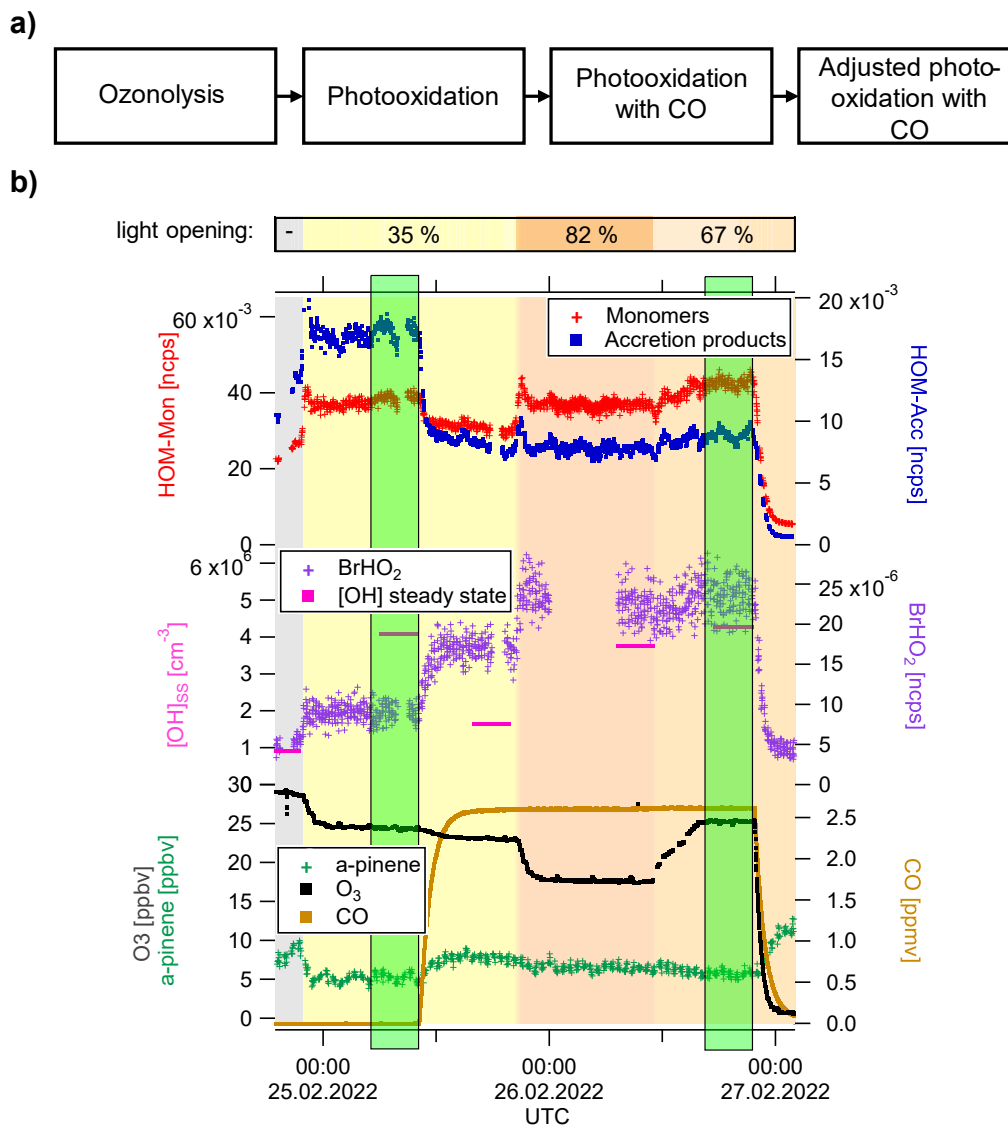 a)
Ozonolysis
Photooxidation
Photooxidation
with CO
Adjusted photo-
oxidation with
CO
b)
light opening:
-
35 %
82 %
67 %
60 x10⁻³
40
20
0
HOM-Mon [ncps]
Monomers
Accretion products
20 x10⁻³
15
10
5
0
HOM-Acc [ncps]
6 x10⁶
5
4
3
2
1
[OH]SS [cm⁻³]
BrHO₂
[OH] steady state
25 x10⁻⁶
20
15
10
5
0
BrHO₂ [ncps]
30
25
20
15
10
5
0
O3 [ppbv]
a-pinene [ppbv]
a-pinene
O₃
CO
2.5
2.0
1.5
1.0
0.5
0.0
CO [ppmv]
00:00
25.02.2022
00:00
26.02.2022
00:00
27.02.2022
UTC